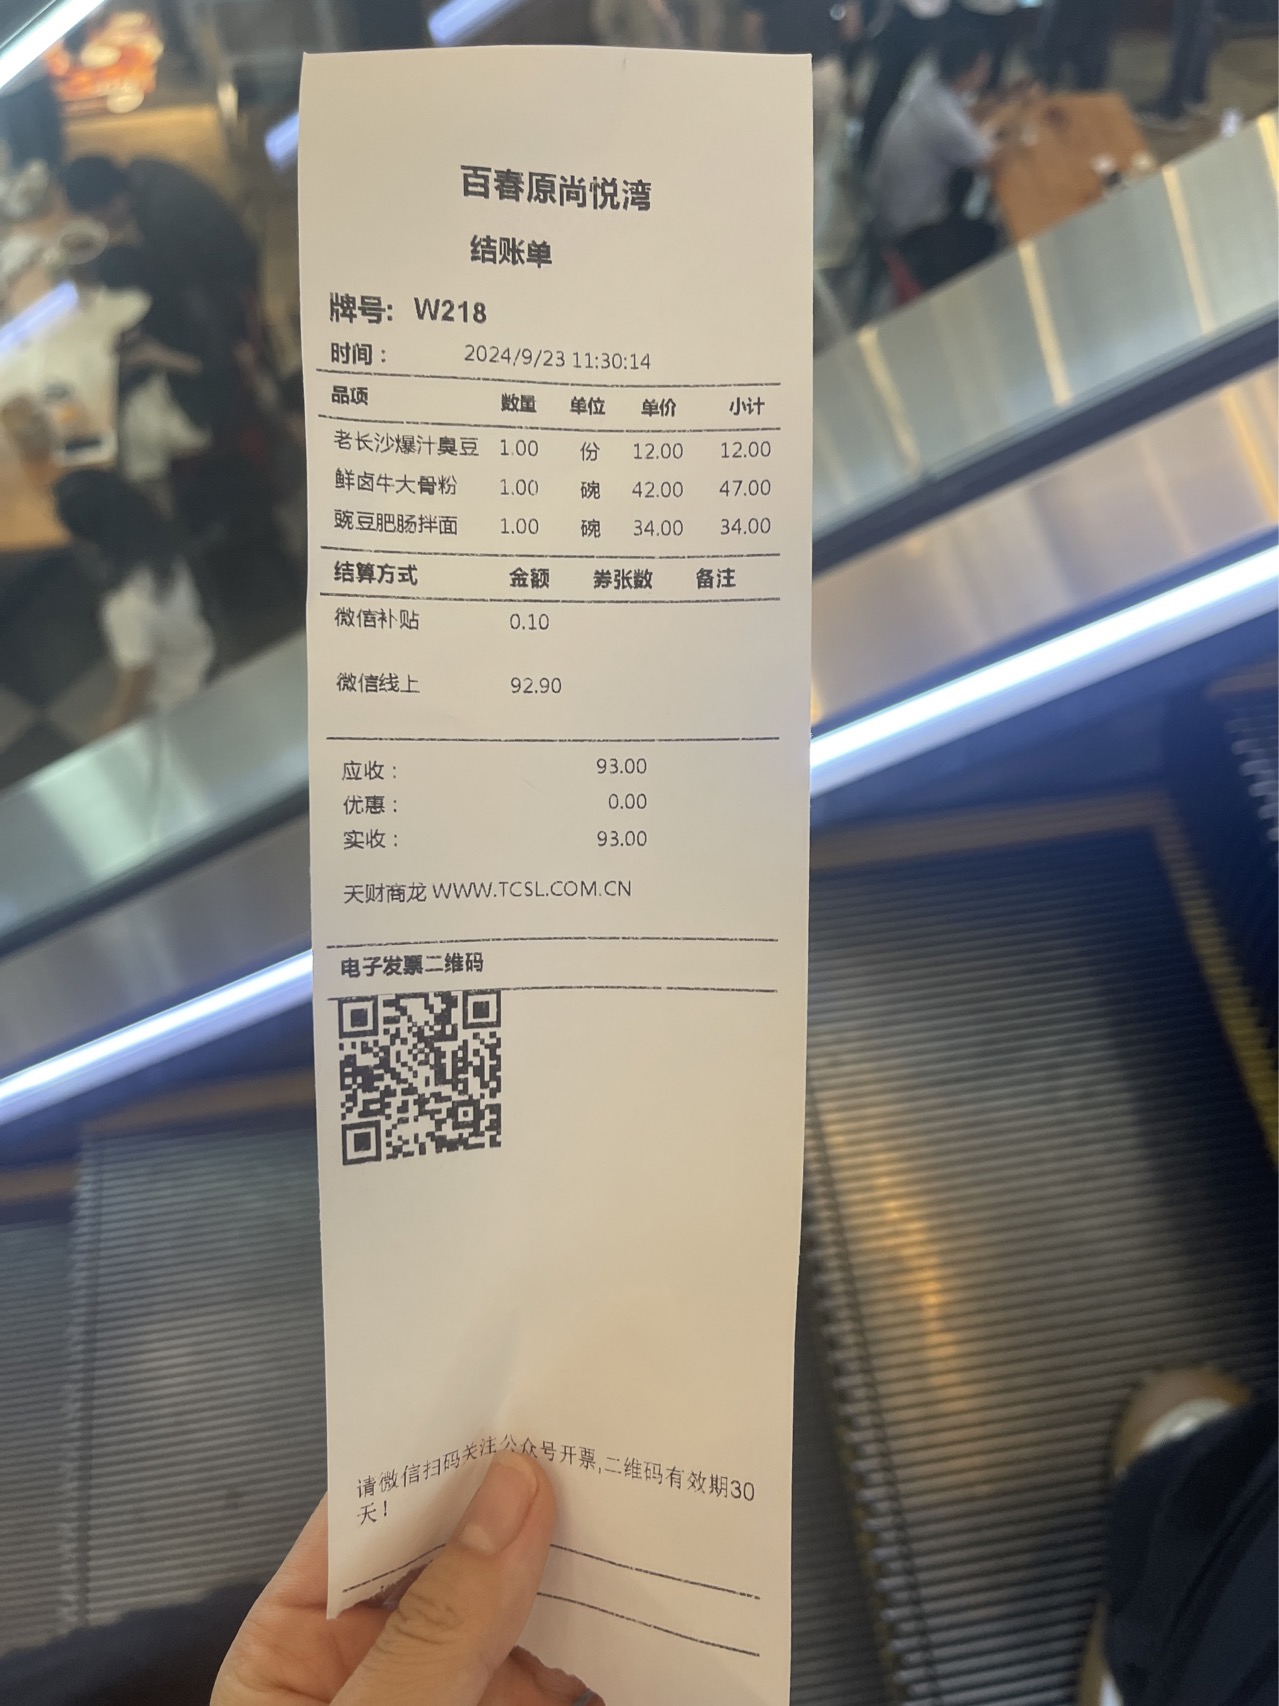 百春原尚悦湾
结账单
牌号: W218
时间： 2024/9/23 11:30:14
品项 数量 单位 单价 小计
老长沙爆汁臭豆 1.00 份 12.00 12.00
鲜卤牛大骨粉 1.00 碗 42.00 47.00
豌豆肥肠拌面 1.00 碗 34.00 34.00
结算方式 金额 券张数 备注
微信补贴 0.10
微信线上 92.90
应收： 93.00
优惠： 0.00
实收： 93.00
天财商龙 WWW.TCSL.COM.CN
电子发票二维码
请微信扫码关注公众号开票,二维码有效期30
天！